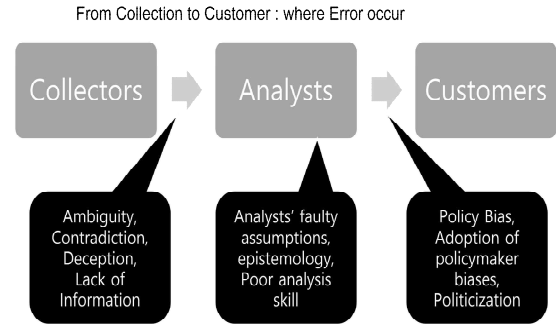 From Collection to Customer : where Error occur
Collectors
Analysts
Customers
Ambiguity,
Contradiction,
Deception,
Lack of
Information
Analysts' faulty
assumptions,
epistemology,
Poor analysis
skill
Policy Bias,
Adoption of
policymaker
biases,
Politicization